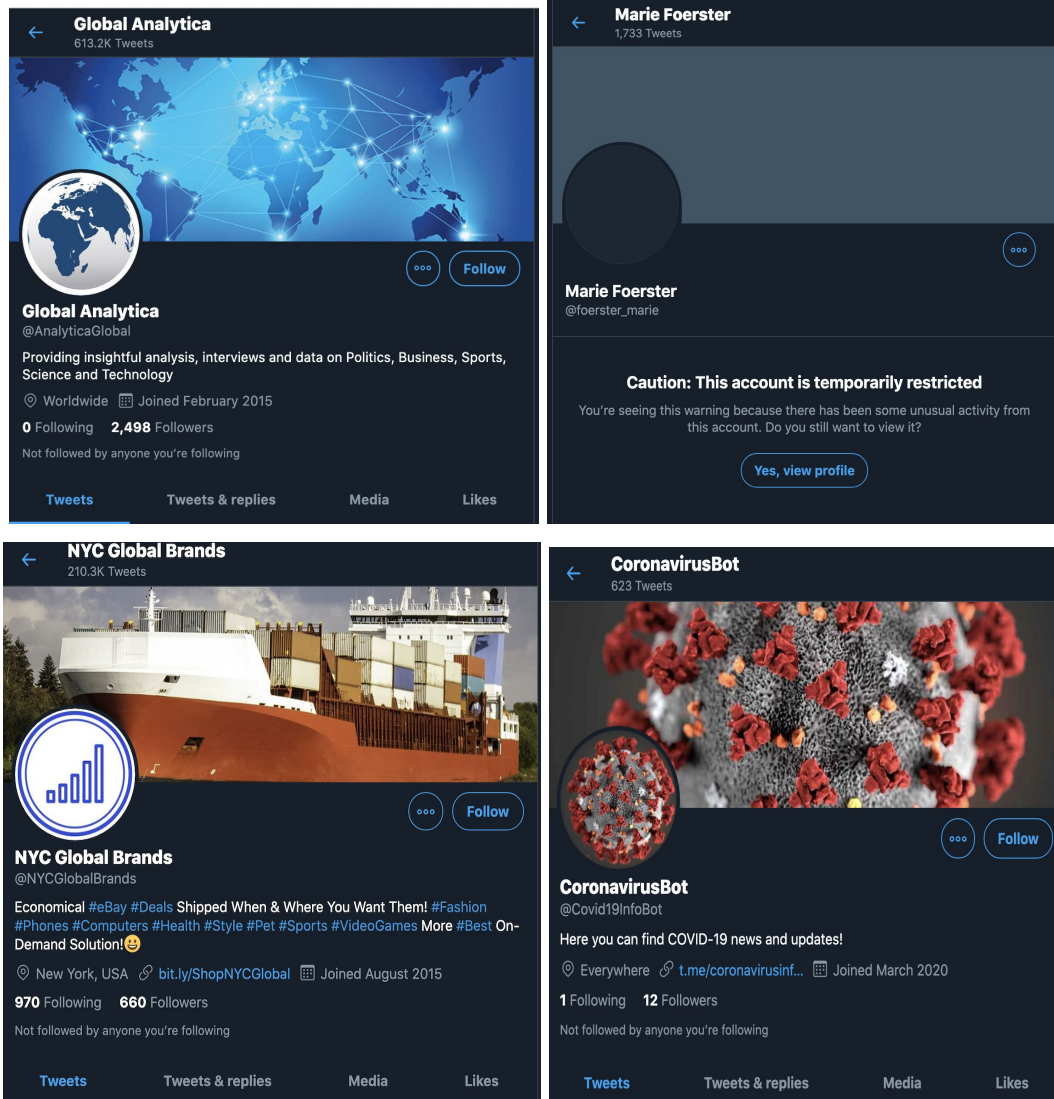 Global Analytica
613.2K Tweets
Follow
Global Analytica
@AnalyticaGlobal
Providing insightful analysis, interviews and data on Politics, Business, Sports,
Science and Technology
Worldwide Joined February 2015
0 Following 2,498 Followers
Not followed by anyone you're following
Tweets Tweets & replies Media Likes
Marie Foerster
1,733 Tweets
Marie Foerster
@foerster_marie
Caution: This account is temporarily restricted
You're seeing this warning because there has been some unusual activity from
this account. Do you still want to view it?
Yes, view profile
NYC Global Brands
210.3K Tweets
Follow
NYC Global Brands
@NYCGlobalBrands
Economical #eBay #Deals Shipped When & Where You Want Them! #Fashion
#Phones #Computers #Health #Style #Pet #Sports #VideoGames More #Best On-
Demand Solution!😀
New York, USA bit.ly/ShopNYCGlobal Joined August 2015
970 Following 660 Followers
Not followed by anyone you're following
Tweets Tweets & replies Media Likes
CoronavirusBot
623 Tweets
Follow
CoronavirusBot
@Covid19InfoBot
Here you can find COVID-19 news and updates!
Everywhere t.me/coronavirusinf... Joined March 2020
1 Following 12 Followers
Not followed by anyone you're following
Tweets Tweets & replies Media Likes